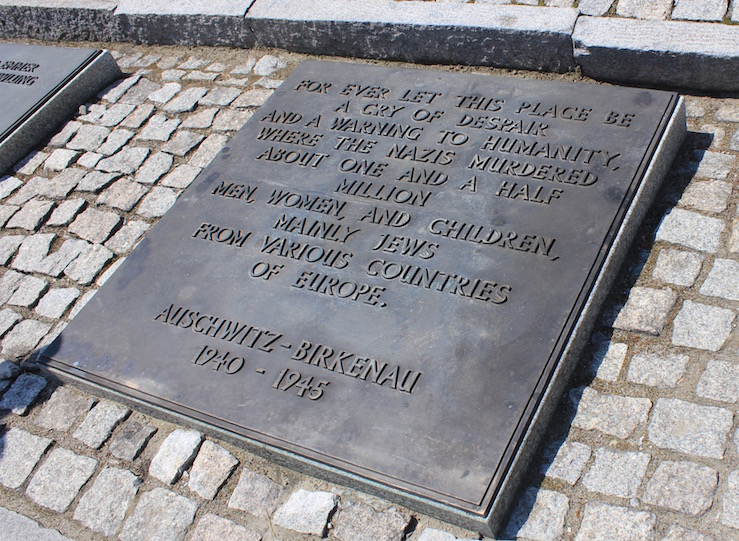 FOR EVER LET THIS PLACE BE
A CRY OF DESPAIR
AND A WARNING TO HUMANITY,
WHERE THE NAZIS MURDERED
ABOUT ONE AND A HALF
MILLION
MEN, WOMEN, AND CHILDREN,
MAINLY JEWS
FROM VARIOUS COUNTRIES
OF EUROPE.
AUSCHWITZ-BIRKENAU
1940 - 1945